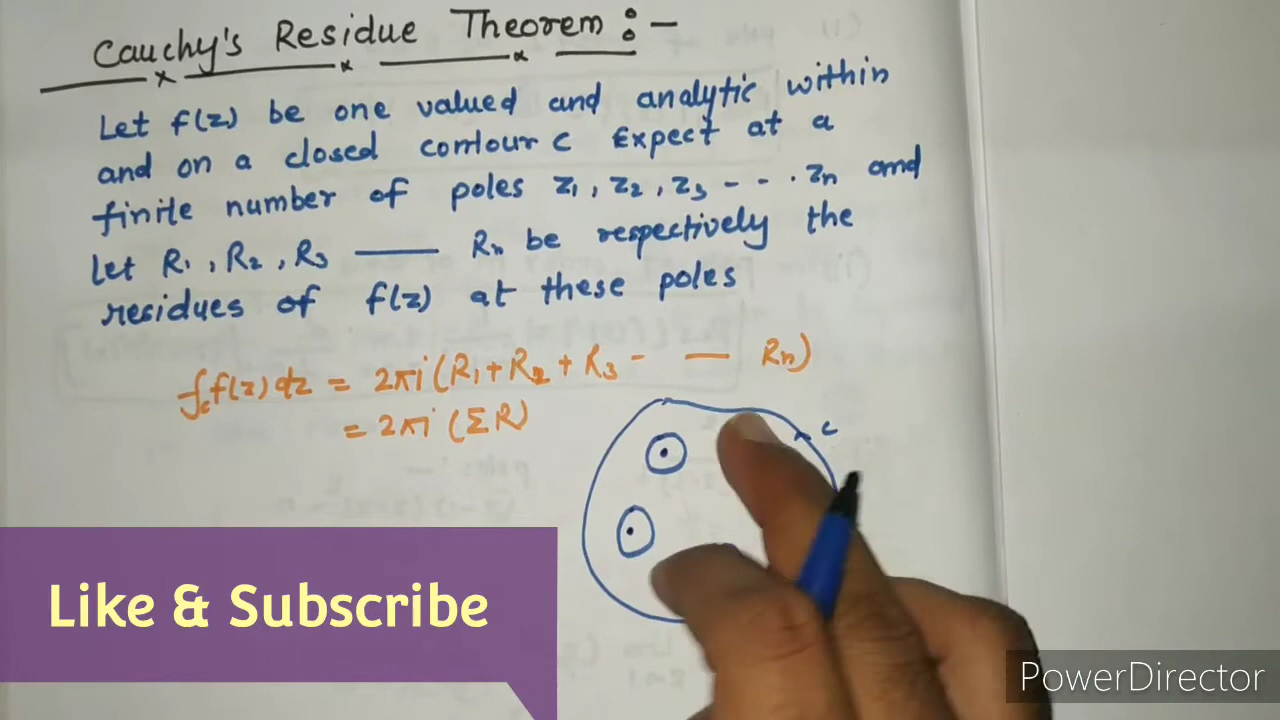 Cauchy's Residue Theorem :-
Let f(z) be one valued and analytic within
and on a closed contour C Expect at a
finite number of poles z1, z2, z3 - - . zn and
let R1, R2, R3 —— Rn be respectively the
residues of f(z) at these poles
∫c f(z) dz = 2πi (R1 + R2 + R3 - — Rn)
= 2πi (ΣR)
c
Like & Subscribe
PowerDirector